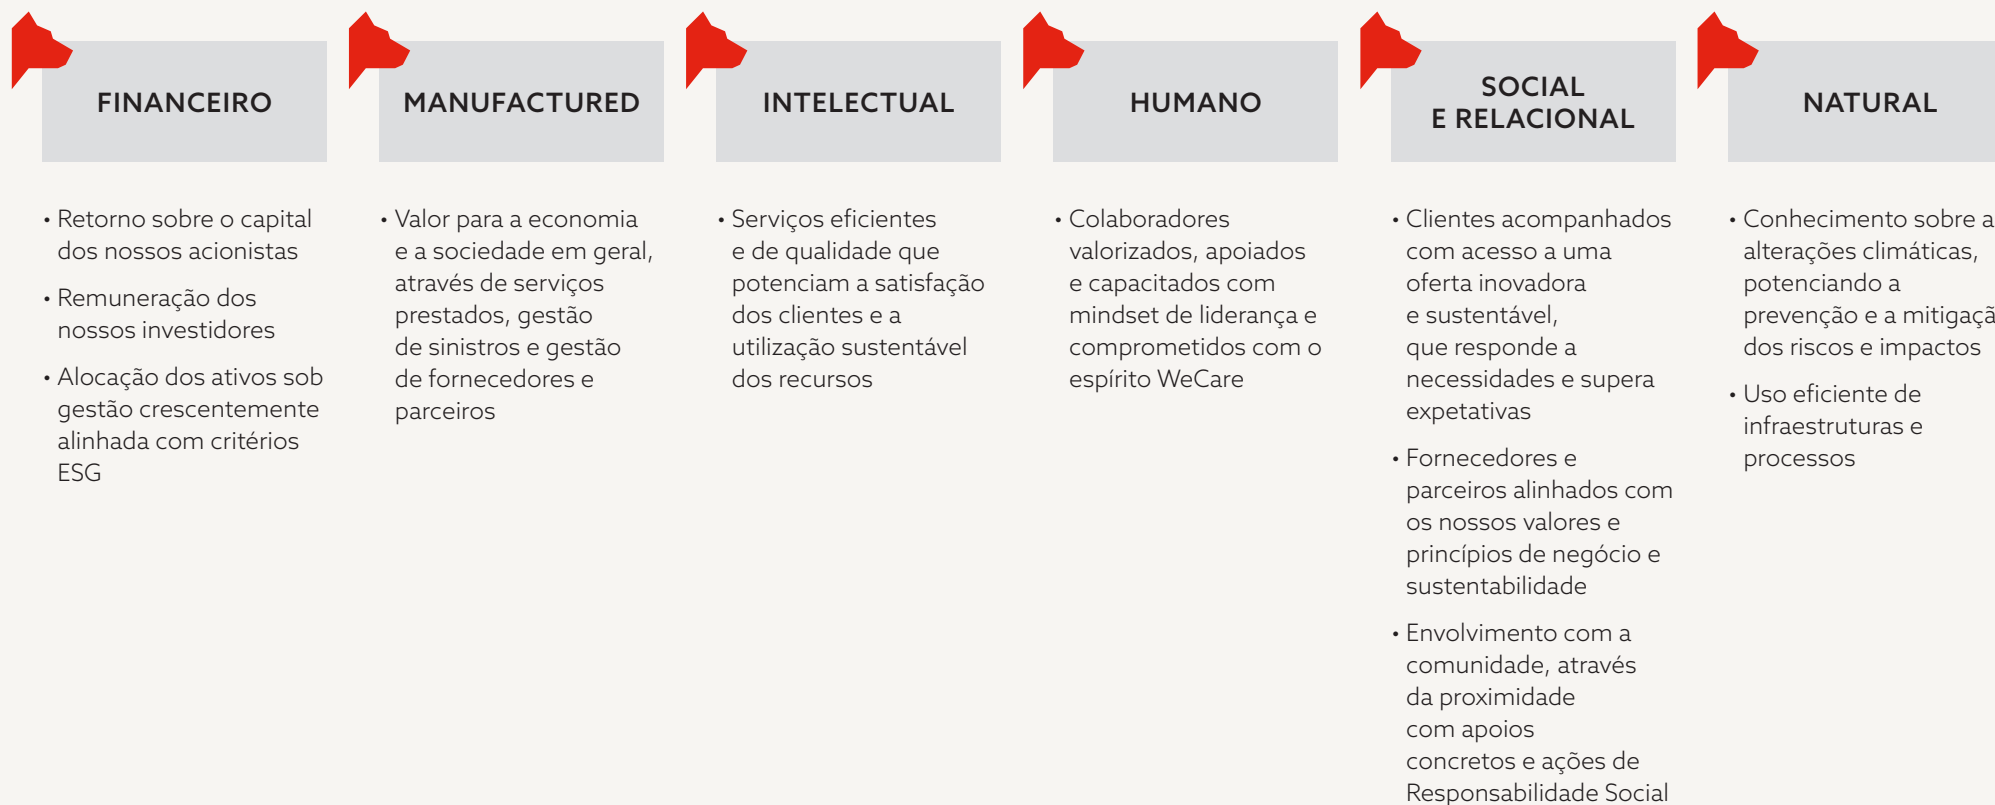 FINANCEIRO
• Retorno sobre o capital
dos nossos acionistas
• Remuneração dos
nossos investidores
• Alocação dos ativos sob
gestão crescentemente
alinhada com critérios
ESG
MANUFACTURED
• Valor para a economia
e a sociedade em geral,
através de serviços
prestados, gestão
de sinistros e gestão
de fornecedores e
parceiros
INTELECTUAL
• Serviços eficientes
e de qualidade que
potenciam a satisfação
dos clientes e a
utilização sustentável
dos recursos
HUMANO
• Colaboradores
valorizados, apoiados
e capacitados com
mindset de liderança e
comprometidos com o
espírito WeCare
SOCIAL
E RELACIONAL
• Clientes acompanhados
com acesso a uma
oferta inovadora
e sustentável,
que responde a
necessidades e supera
expetativas
• Fornecedores e
parceiros alinhados com
os nossos valores e
princípios de negócio e
sustentabilidade
• Envolvimento com a
comunidade, através
da proximidade
com apoios
concretos e ações de
Responsabilidade Social
NATURAL
• Conhecimento sobre a
alterações climáticas,
potenciando a
prevenção e a mitigaçã
dos riscos e impactos
• Uso eficiente de
infraestruturas e
processos